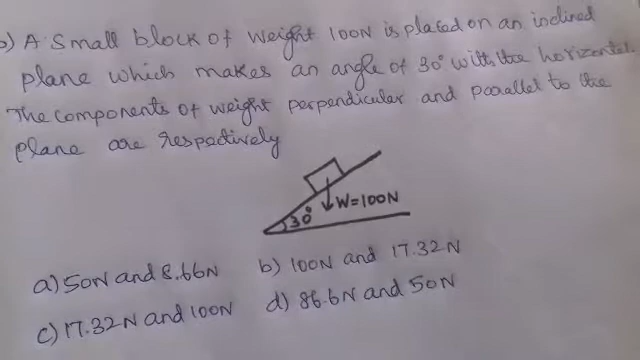 b) A small block of weight 100N is placed on an inclined
plane which makes an angle of 30° with the horizontal.
The components of weight perpendicular and parallel to the
plane are respectively
W=100N
30°
a) 50N and 8.66N b) 100N and 17.32N
c) 17.32N and 100N d) 86.6N and 50N